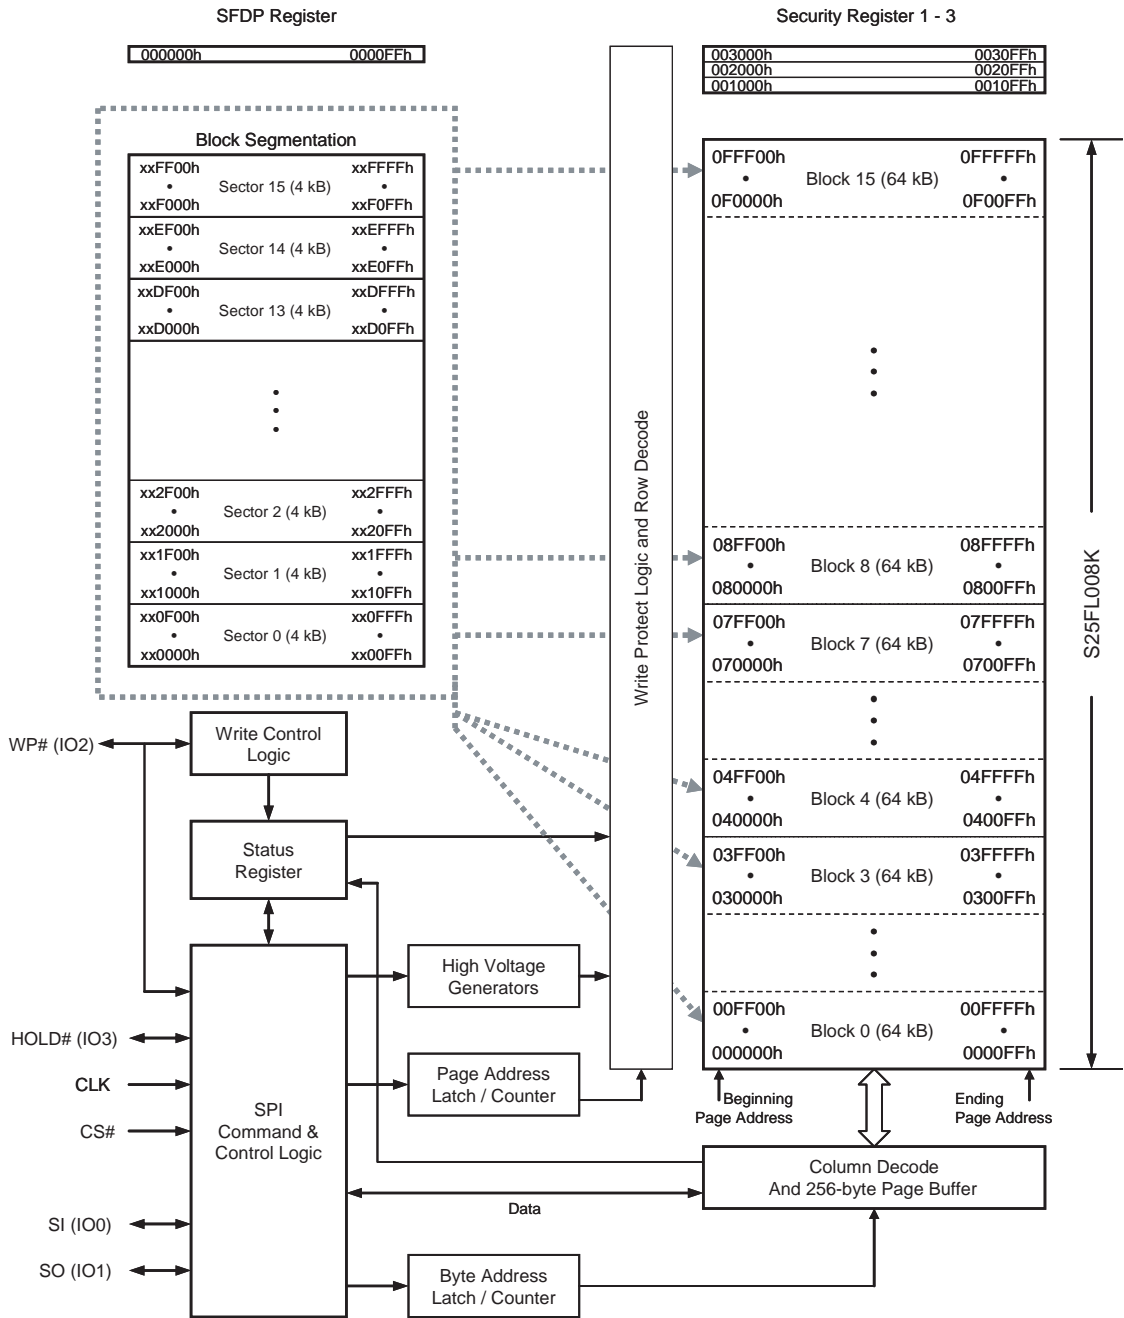 SFDP Register
000000h 0000FFh
Block Segmentation
xxFF00h xxFFFFh
• Sector 15 (4 kB) •
xxF000h xxF0FFh
xxEF00h xxEFFFh
• Sector 14 (4 kB) •
xxE000h xxE0FFh
xxDF00h xxDFFFh
• Sector 13 (4 kB) •
xxD000h xxD0FFh
xx2F00h xx2FFFh
• Sector 2 (4 kB) •
xx2000h xx20FFh
xx1F00h xx1FFFh
• Sector 1 (4 kB) •
xx1000h xx10FFh
xx0F00h xx0FFFh
• Sector 0 (4 kB) •
xx0000h xx00FFh
Write Protect Logic and Row Decode
Security Register 1 - 3
003000h 0030FFh
002000h 0020FFh
001000h 0010FFh
0FFF00h 0FFFFFh
• Block 15 (64 kB) •
0F0000h 0F00FFh
08FF00h 08FFFFh
• Block 8 (64 kB) •
080000h 0800FFh
07FF00h 07FFFFh
• Block 7 (64 kB) •
070000h 0700FFh
04FF00h 04FFFFh
• Block 4 (64 kB) •
040000h 0400FFh
03FF00h 03FFFFh
• Block 3 (64 kB) •
030000h 0300FFh
00FF00h 00FFFFh
• Block 0 (64 kB) •
000000h 0000FFh
S25FL008K
Beginning
Page Address
Ending
Page Address
WP# (IO2)
Write Control
Logic
Status
Register
High Voltage
Generators
HOLD# (IO3)
CLK
CS#
SI (IO0)
SO (IO1)
SPI
Command &
Control Logic
Page Address
Latch / Counter
Column Decode
And 256-byte Page Buffer
Data
Byte Address
Latch / Counter